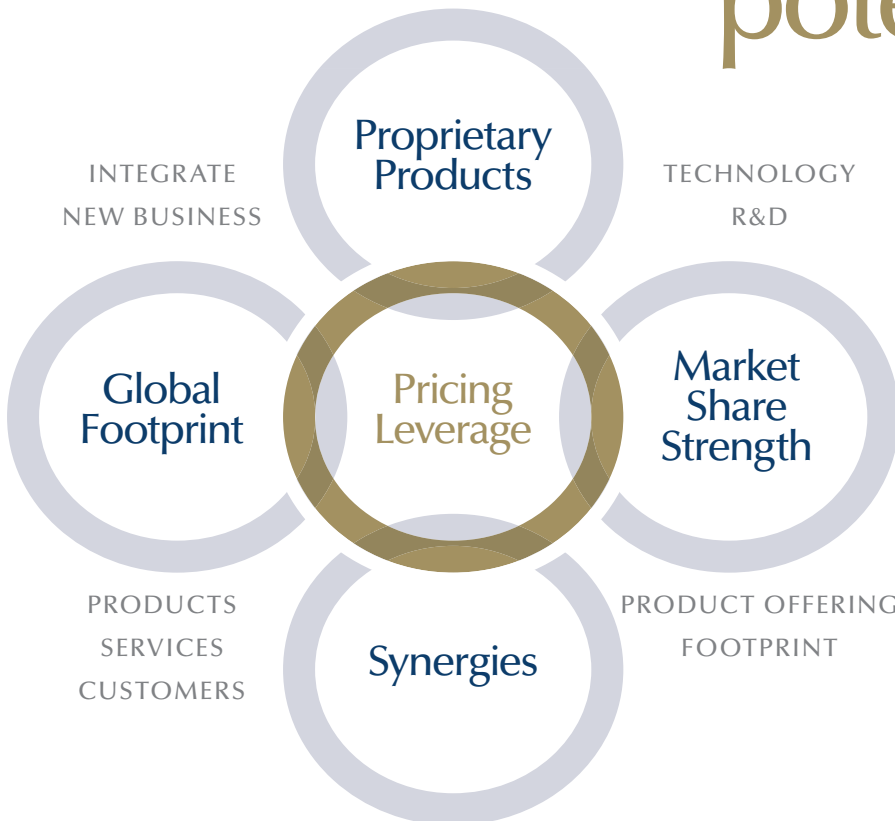 Proprietary
Products
INTEGRATE
NEW BUSINESS
TECHNOLOGY
R&D
Global
Footprint
Pricing
Leverage
Market
Share
Strength
PRODUCTS
SERVICES
CUSTOMERS
PRODUCT OFFERING
FOOTPRINT
Synergies